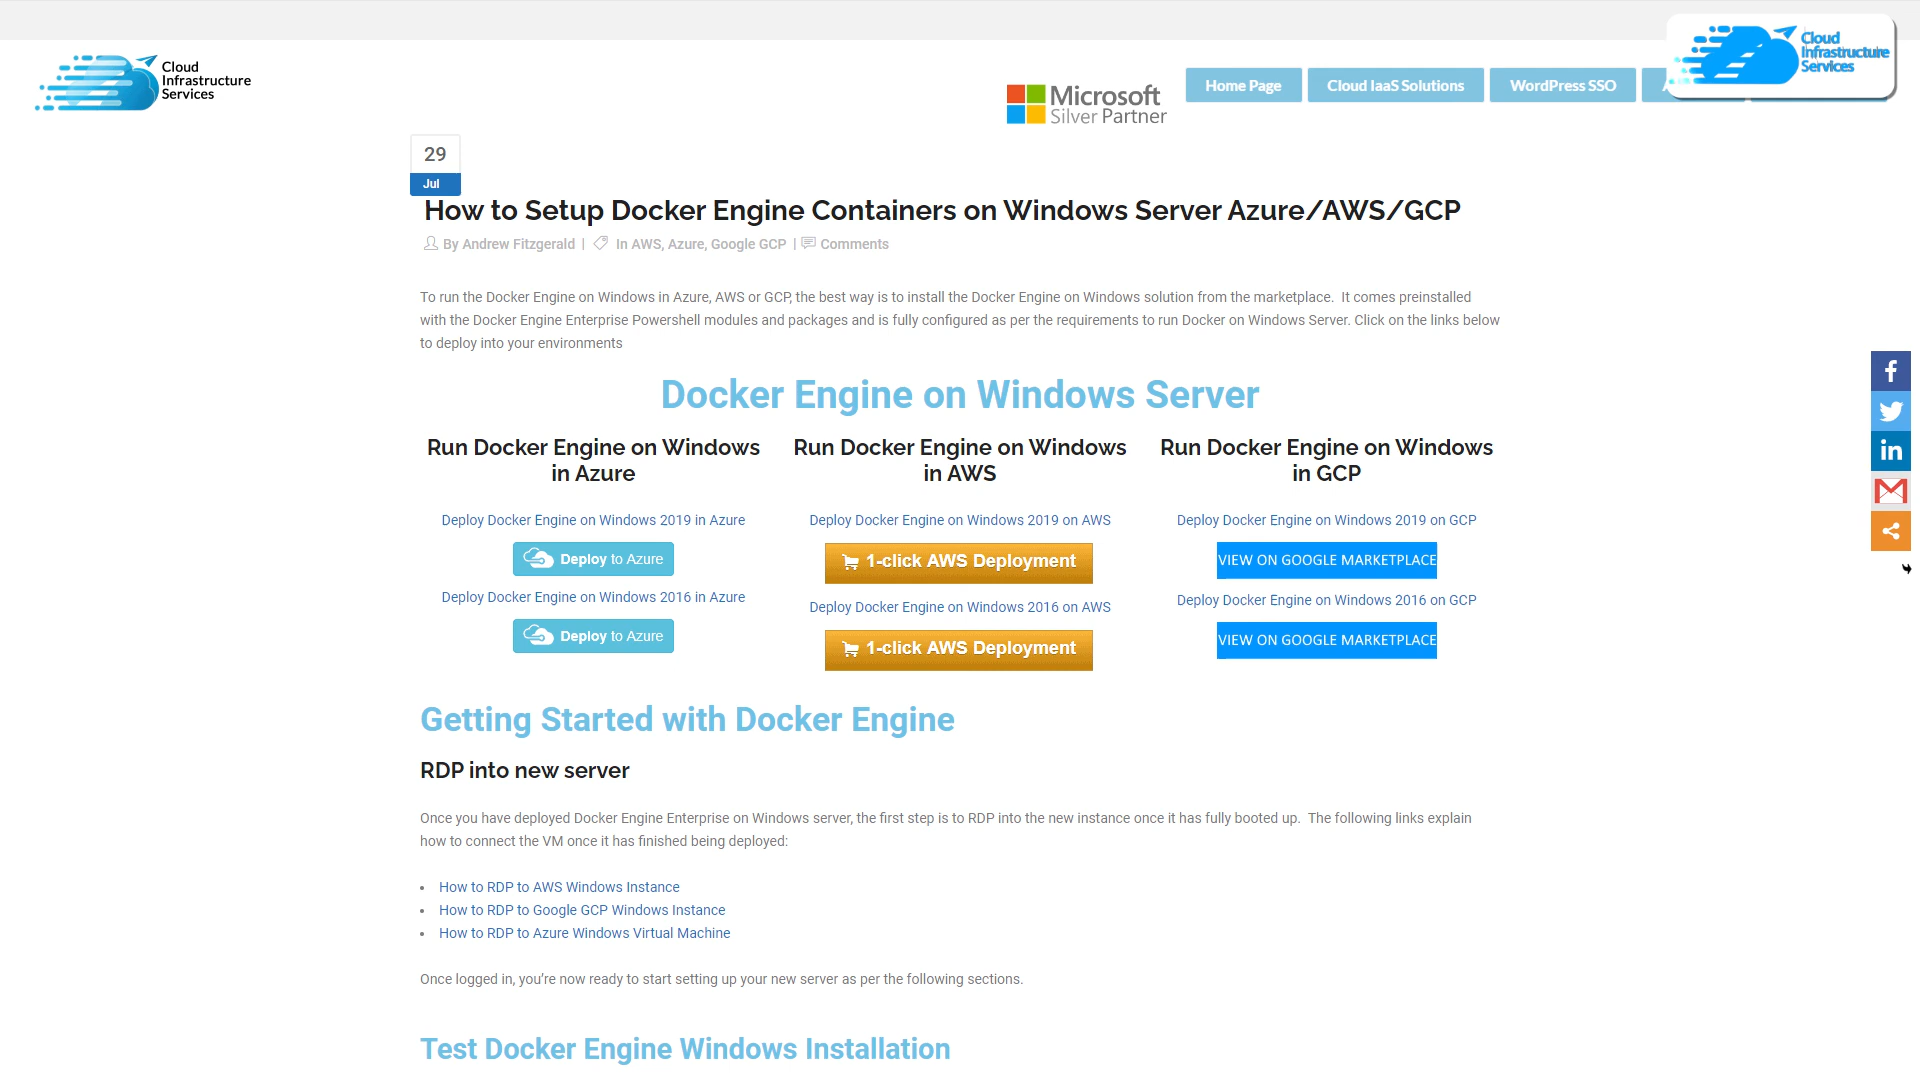 Cloud
Infrastructure
Services
Microsoft
Silver Partner
Home Page
Cloud IaaS Solutions
WordPress SSO
Cloud
Infrastructure
Services
29
Jul
How to Setup Docker Engine Containers on Windows Server Azure/AWS/GCP
By Andrew Fitzgerald | In AWS, Azure, Google GCP | Comments
To run the Docker Engine on Windows in Azure, AWS or GCP, the best way is to install the Docker Engine on Windows solution from the marketplace. It comes preinstalled
with the Docker Engine Enterprise Powershell modules and packages and is fully configured as per the requirements to run Docker on Windows Server. Click on the links below
to deploy into your environments
Docker Engine on Windows Server
Run Docker Engine on Windows
in Azure
Deploy Docker Engine on Windows 2019 in Azure
Deploy to Azure
Deploy Docker Engine on Windows 2016 in Azure
Deploy to Azure
Run Docker Engine on Windows
in AWS
Deploy Docker Engine on Windows 2019 on AWS
1-click AWS Deployment
Deploy Docker Engine on Windows 2016 on AWS
1-click AWS Deployment
Run Docker Engine on Windows
in GCP
Deploy Docker Engine on Windows 2019 on GCP
VIEW ON GOOGLE MARKETPLACE
Deploy Docker Engine on Windows 2016 on GCP
VIEW ON GOOGLE MARKETPLACE
Getting Started with Docker Engine
RDP into new server
Once you have deployed Docker Engine Enterprise on Windows server, the first step is to RDP into the new instance once it has fully booted up. The following links explain
how to connect the VM once it has finished being deployed:
• How to RDP to AWS Windows Instance
• How to RDP to Google GCP Windows Instance
• How to RDP to Azure Windows Virtual Machine
Once logged in, you're now ready to start setting up your new server as per the following sections.
Test Docker Engine Windows Installation